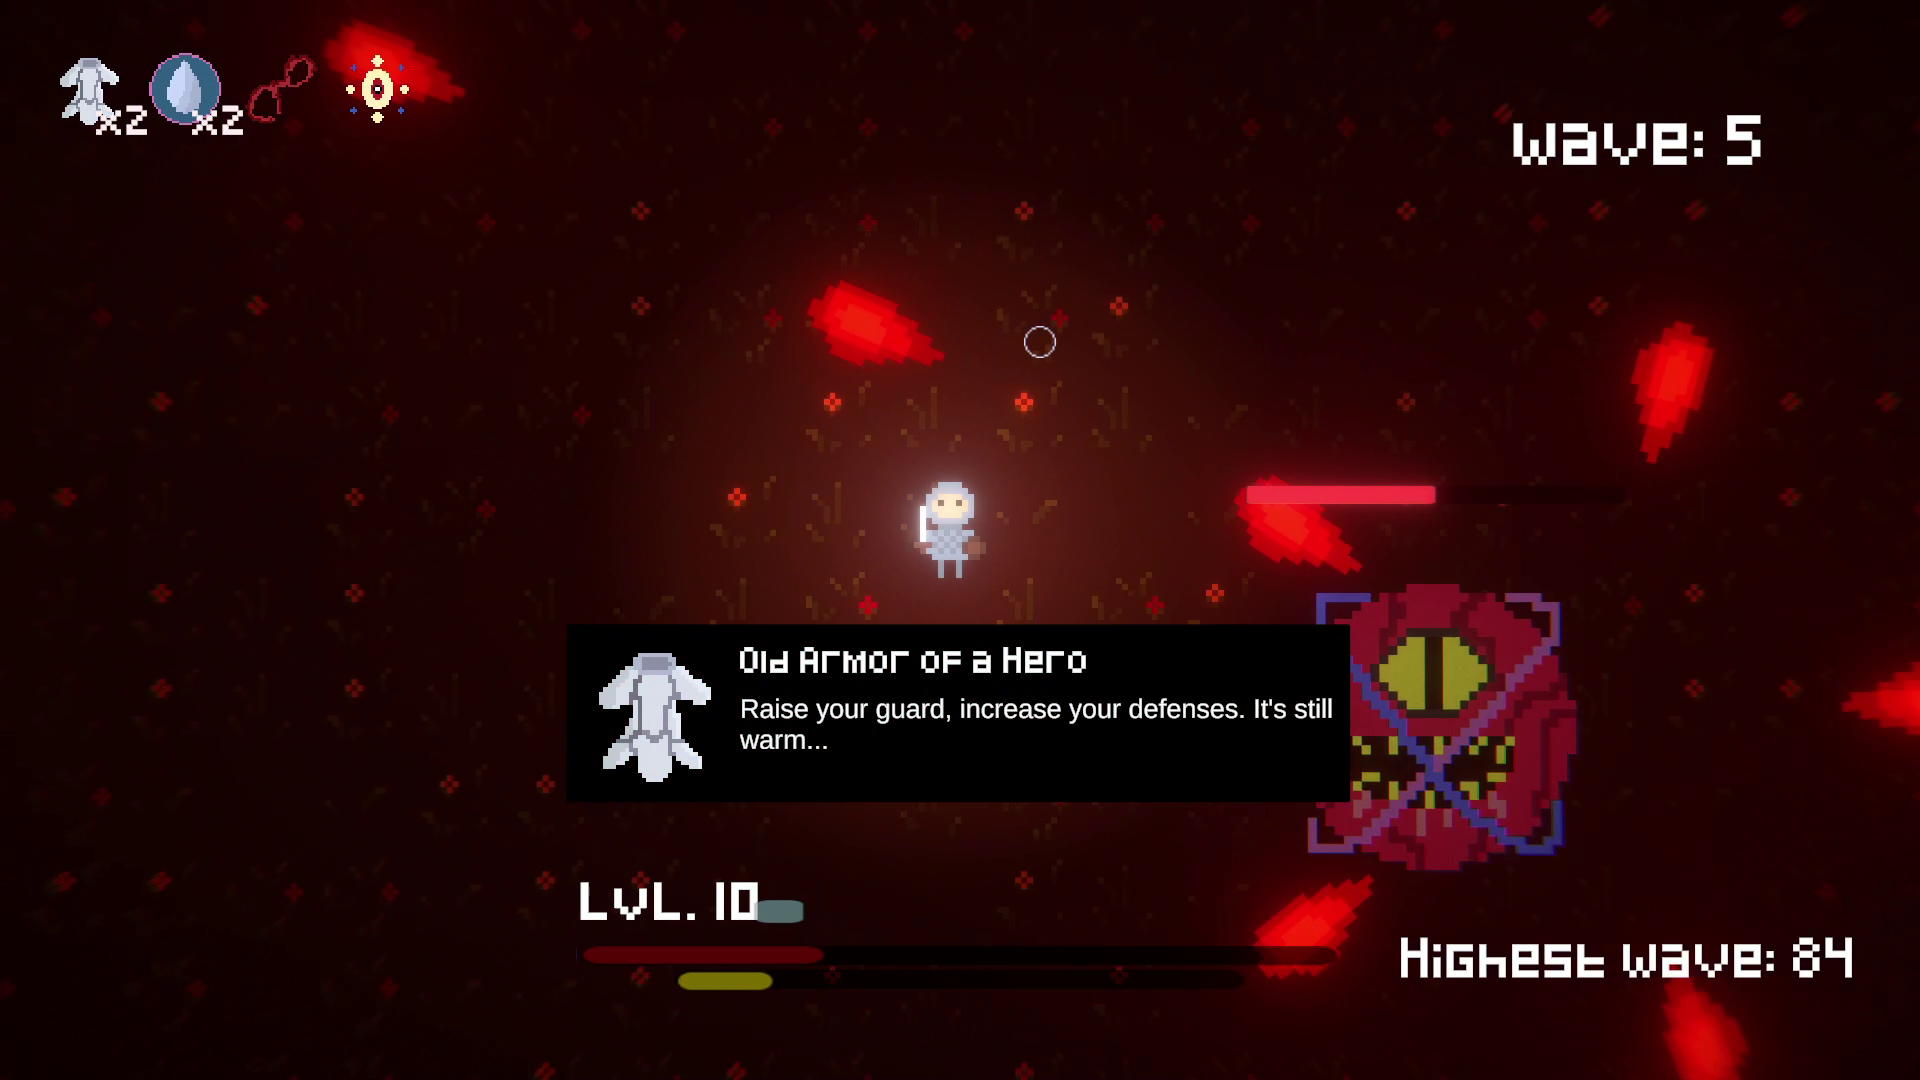 x2 x2
wave: 5
Old Armor of a Hero
Raise your guard, increase your defenses. It's still
warm...
LvL. 10
Highest wave: 84